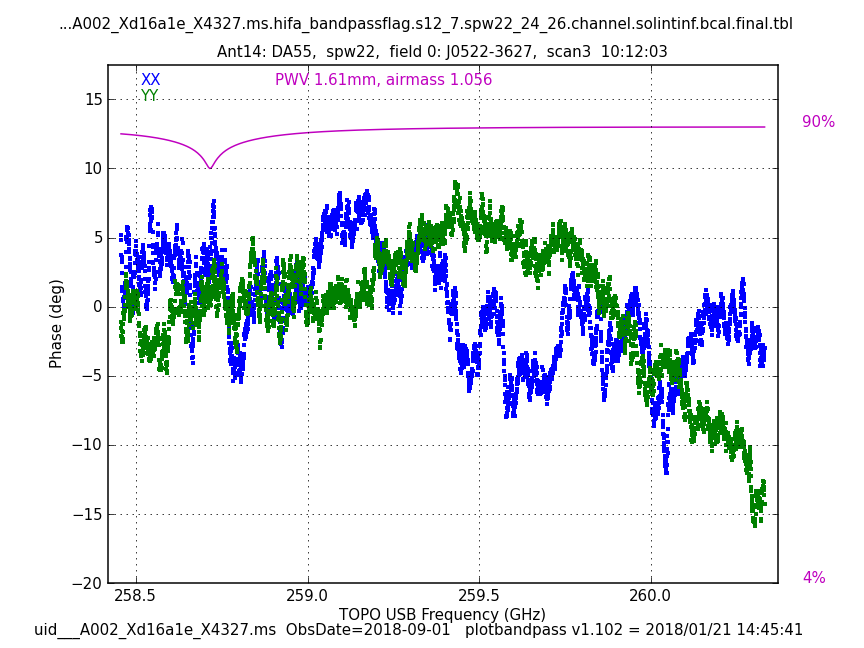 ...A002_Xd16a1e_X4327.ms.hifa_bandpassflag.s12_7.spw22_24_26.channel.solintinf.bcal.final.tbl
Ant14: DA55, spw22, field 0: J0522-3627, scan3 10:12:03
XX
PWV 1.61mm, airmass 1.056
YY
15
90%
10
5
0
Phase (deg)
−5
−10
−15
−20
4%
258.5
259.0
259.5
260.0
TOPO USB Frequency (GHz)
uid___A002_Xd16a1e_X4327.ms ObsDate=2018-09-01 plotbandpass v1.102 = 2018/01/21 14:45:41